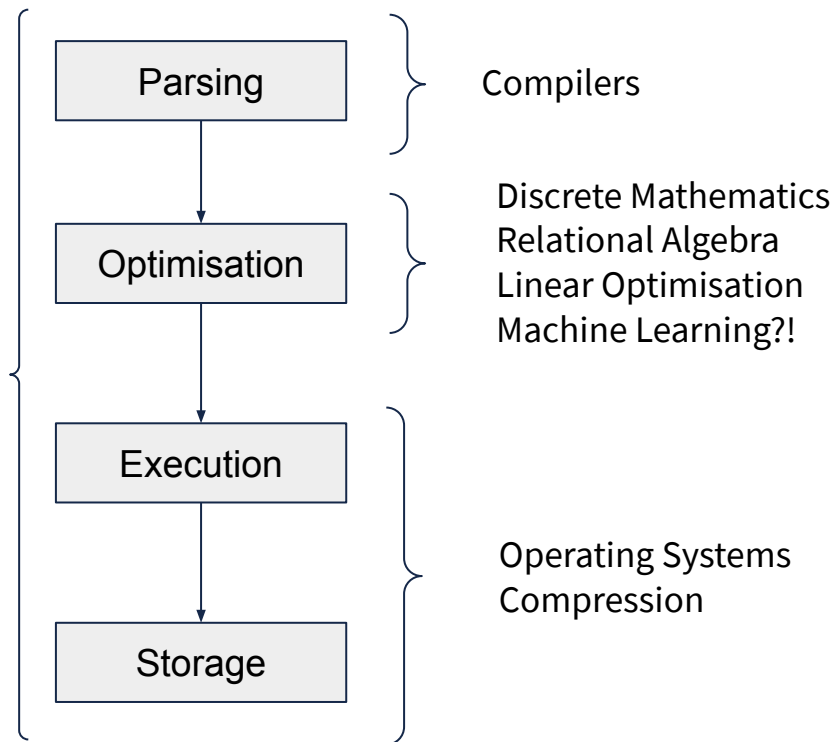 Parsing
Compilers
Optimisation
Discrete Mathematics
Relational Algebra
Linear Optimisation
Machine Learning?!
Execution
Operating Systems
Compression
Storage